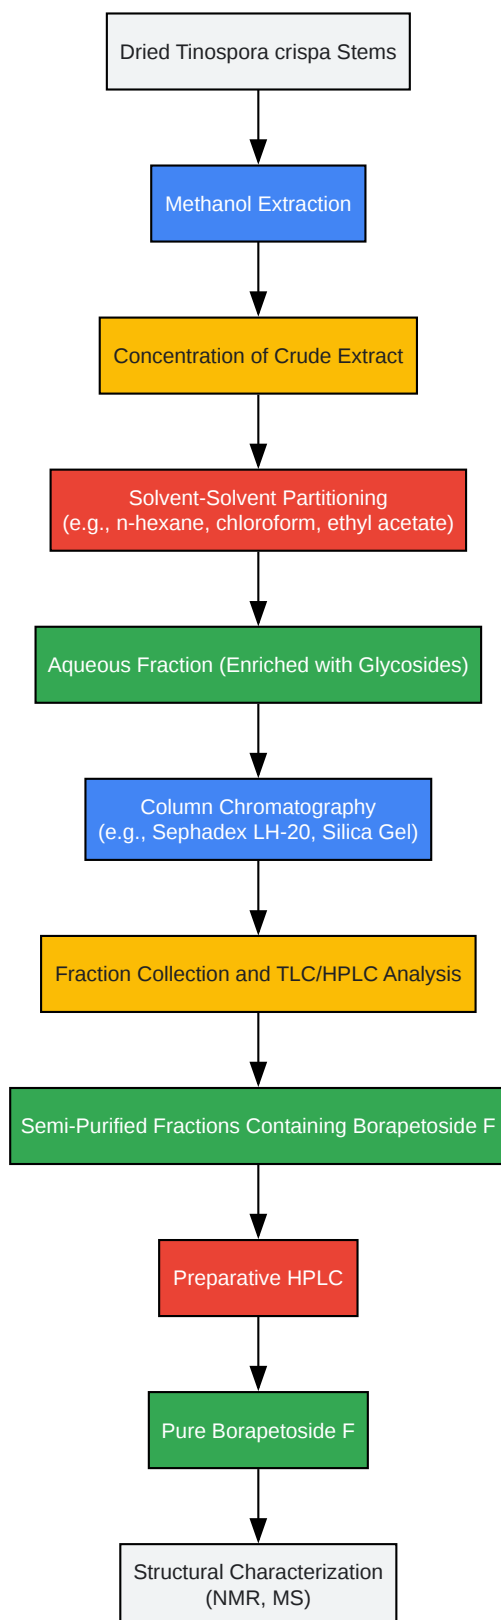 Dried Tinospora crispa Stems
Methanol Extraction
Concentration of Crude Extract
Solvent-Solvent Partitioning
(e.g., n-hexane, chloroform, ethyl acetate)
Aqueous Fraction (Enriched with Glycosides)
Column Chromatography
(e.g., Sephadex LH-20, Silica Gel)
Fraction Collection and TLC/HPLC Analysis
Semi-Purified Fractions Containing Borapetoside F
Preparative HPLC
Pure Borapetoside F
Structural Characterization
(NMR, MS)